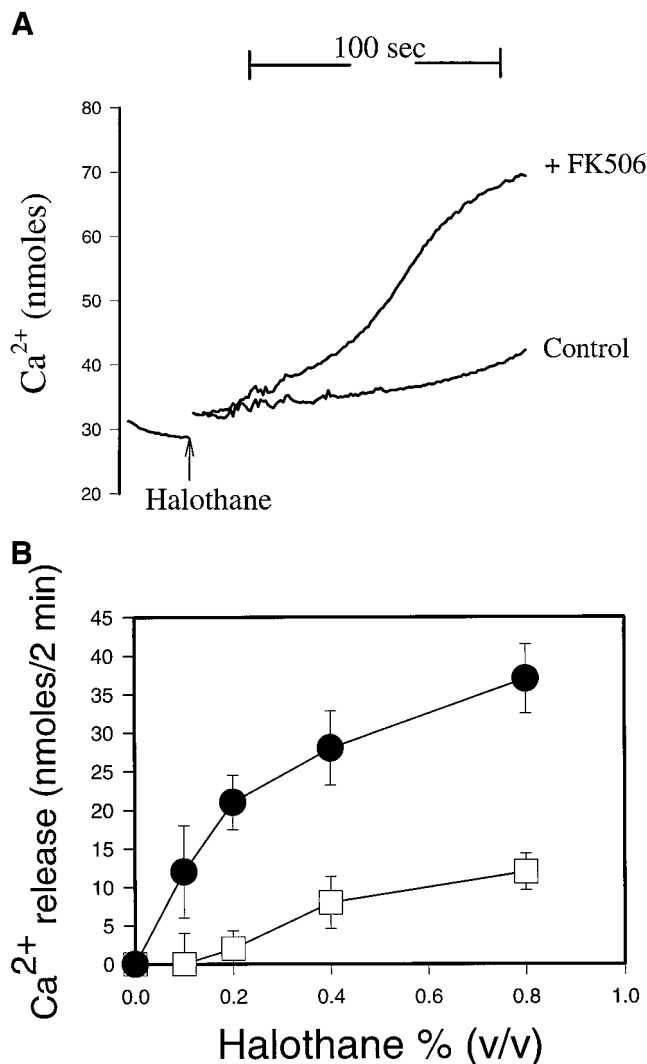 A
100 sec
80
70
60
50
40
30
20
Ca2+ (nmoles)
+ FK506
Control
Halothane
B
Ca2+ release (nmoles/2 min)
45
40
35
30
25
20
15
10
5
0
0.0 0.2 0.4 0.6 0.8 1.0
Halothane % (v/v)